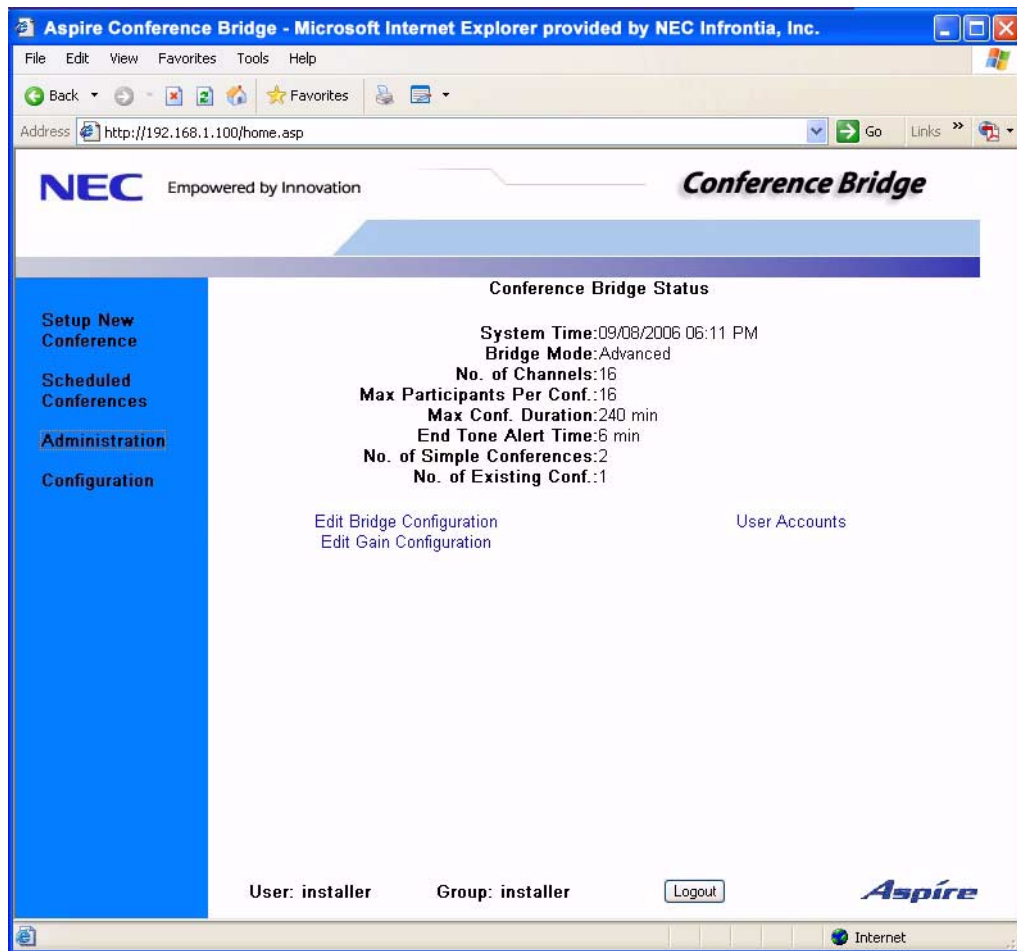 Aspire Conference Bridge - Microsoft Internet Explorer provided by NEC Infrontia, Inc.
File Edit View Favorites Tools Help
Back Favorites
Address http://192.168.1.100/home.asp Go Links »
NEC Empowered by Innovation Conference Bridge
Conference Bridge Status
Setup New
Conference
Scheduled
Conferences
Administration
Configuration
System Time:09/08/2006 06:11 PM
Bridge Mode:Advanced
No. of Channels:16
Max Participants Per Conf.:16
Max Conf. Duration:240 min
End Tone Alert Time:6 min
No. of Simple Conferences:2
No. of Existing Conf.:1
Edit Bridge Configuration User Accounts
Edit Gain Configuration
User: installer Group: installer Logout Aspire
Internet